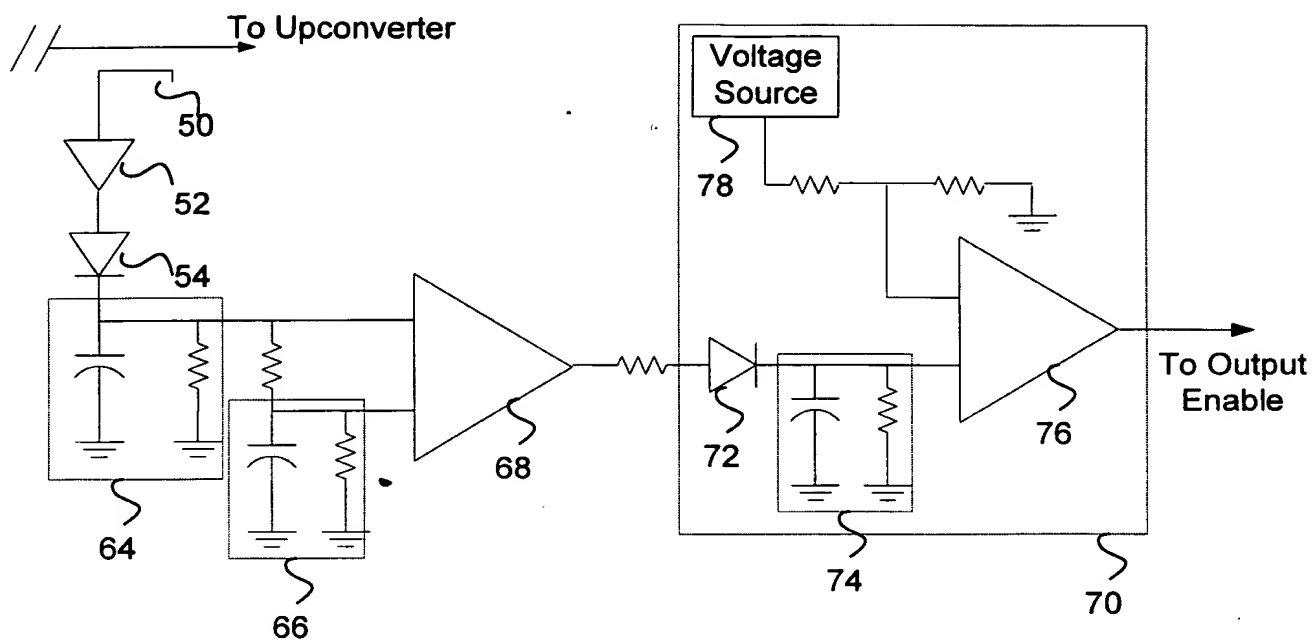 To Upconverter
50
52
54
64
66
68
Voltage
Source
78
72
74
76
70
To Output
Enable